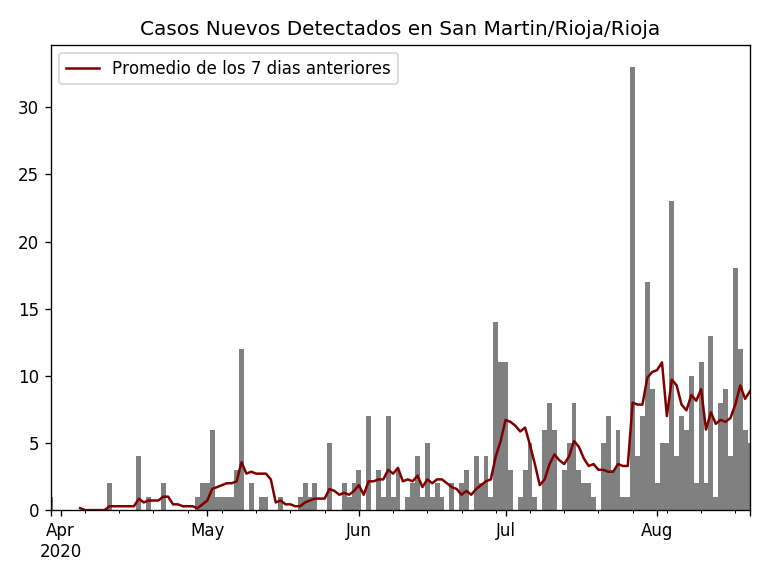 Casos Nuevos Detectados en San Martin/Rioja/Rioja
Promedio de los 7 dias anteriores
30
25
20
15
10
5
0
Apr May Jun Jul Aug
2020